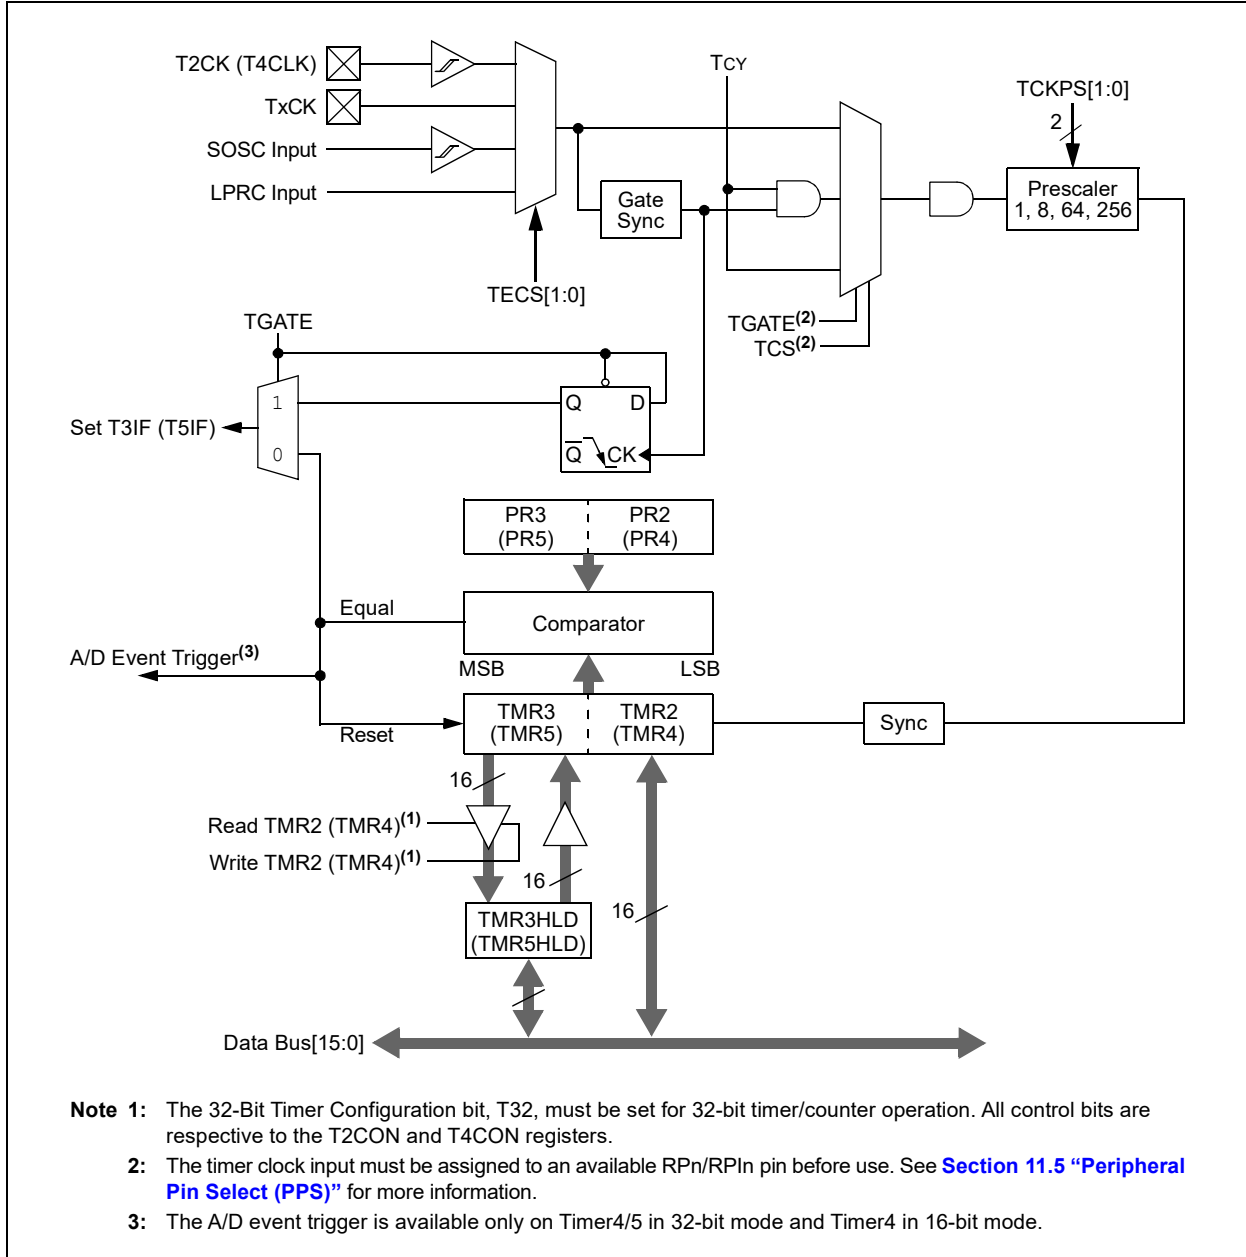 T2CK (T4CLK)
TxCK
SOSC Input
LPRC Input
TECS[1:0]
Gate
Sync
TCY
TGATE(2)
TCS(2)
TCKPS[1:0]
2
Prescaler
1, 8, 64, 256
TGATE
1
0
Set T3IF (T5IF)
Q
D
Q
CK
PR3
(PR5)
PR2
(PR4)
Equal
Comparator
A/D Event Trigger(3)
MSB
LSB
TMR3
(TMR5)
TMR2
(TMR4)
Sync
Reset
16
Read TMR2 (TMR4)(1)
Write TMR2 (TMR4)(1)
16
16
TMR3HLD
(TMR5HLD)
Data Bus[15:0]
Note 1: The 32-Bit Timer Configuration bit, T32, must be set for 32-bit timer/counter operation. All control bits are
respective to the T2CON and T4CON registers.
2: The timer clock input must be assigned to an available RPn/RPIn pin before use. See Section 11.5 “Peripheral
Pin Select (PPS)” for more information.
3: The A/D event trigger is available only on Timer4/5 in 32-bit mode and Timer4 in 16-bit mode.